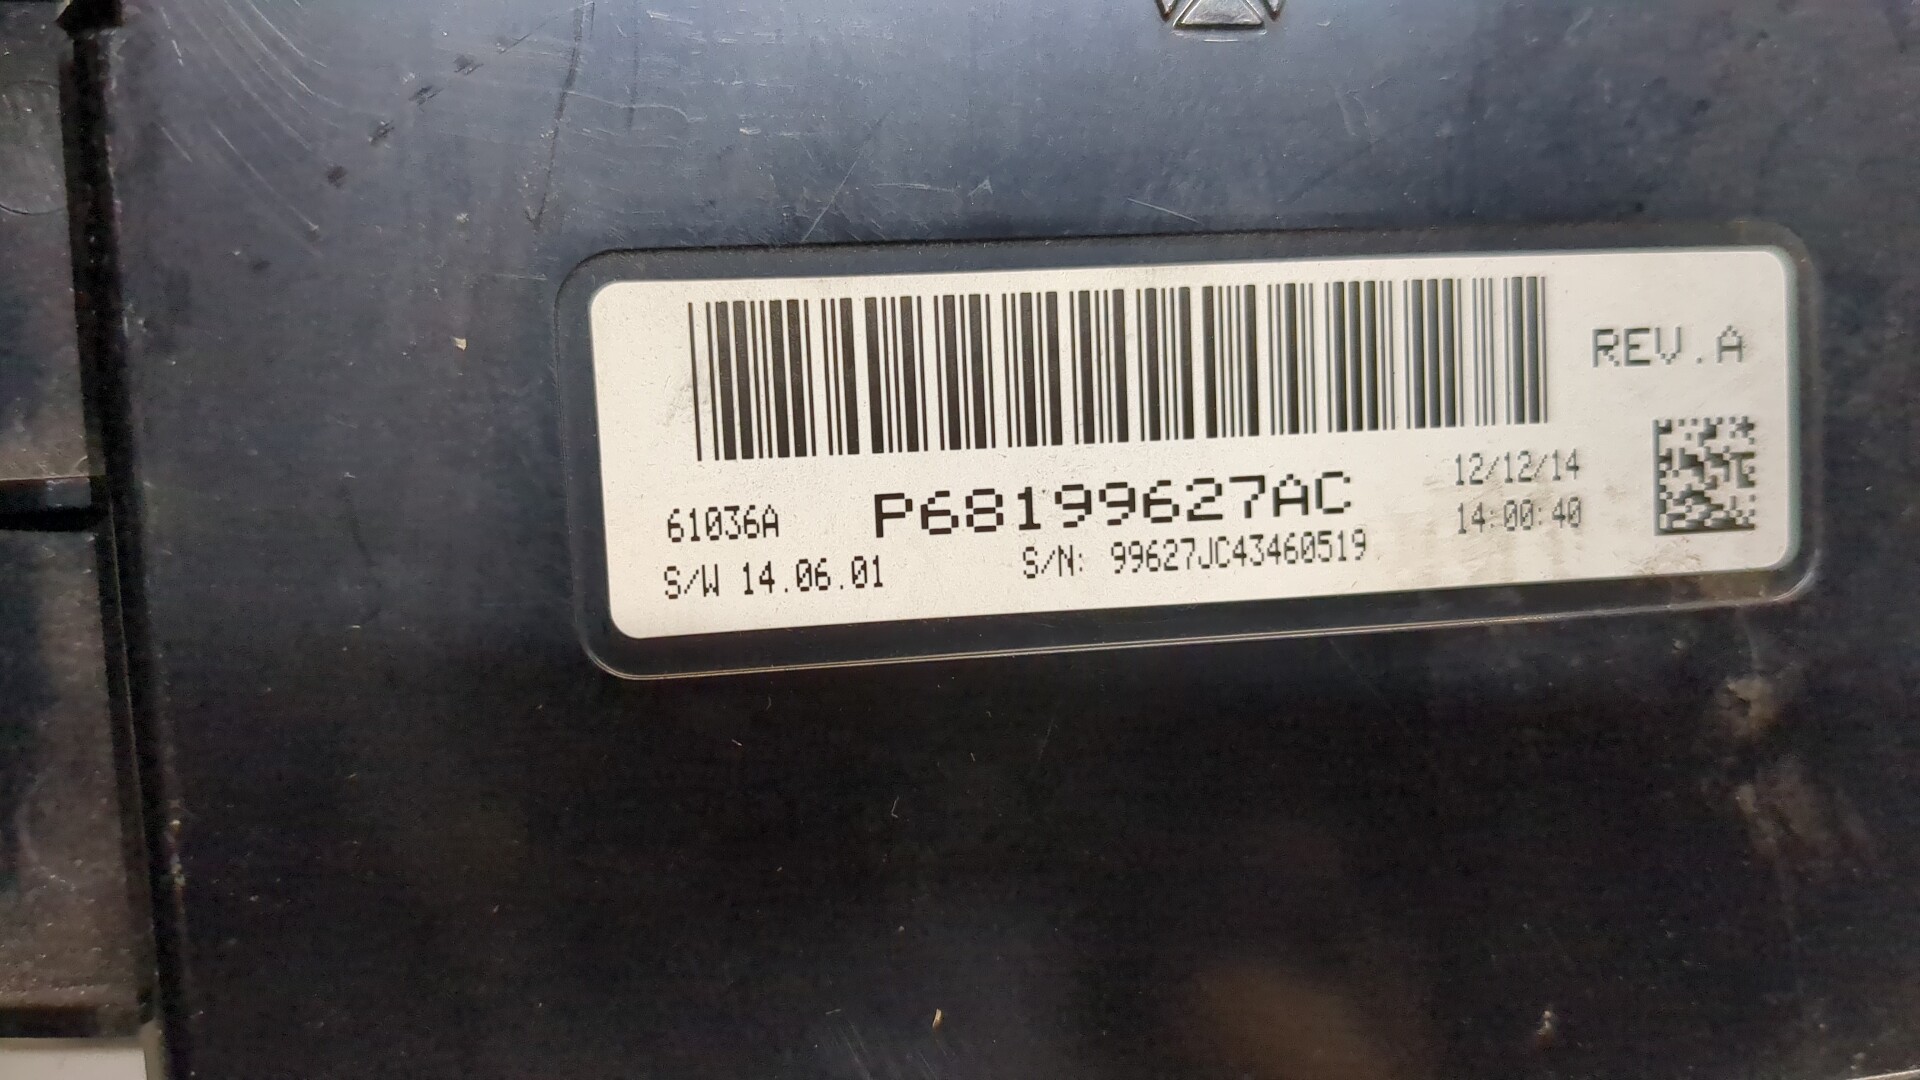 REV.A
61036A P68199627AC 12/12/14
14:00:40
S/W 14.06.01 S/N: 99627JC43460519